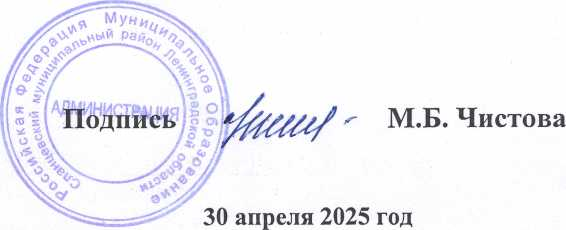 Российская Федерация Муниципальное Образование
Сланцевский муниципальный район Ленинградской области
АДМИНИСТРАЦИЯ
Подпись М.Б. Чистова
30 апреля 2025 год